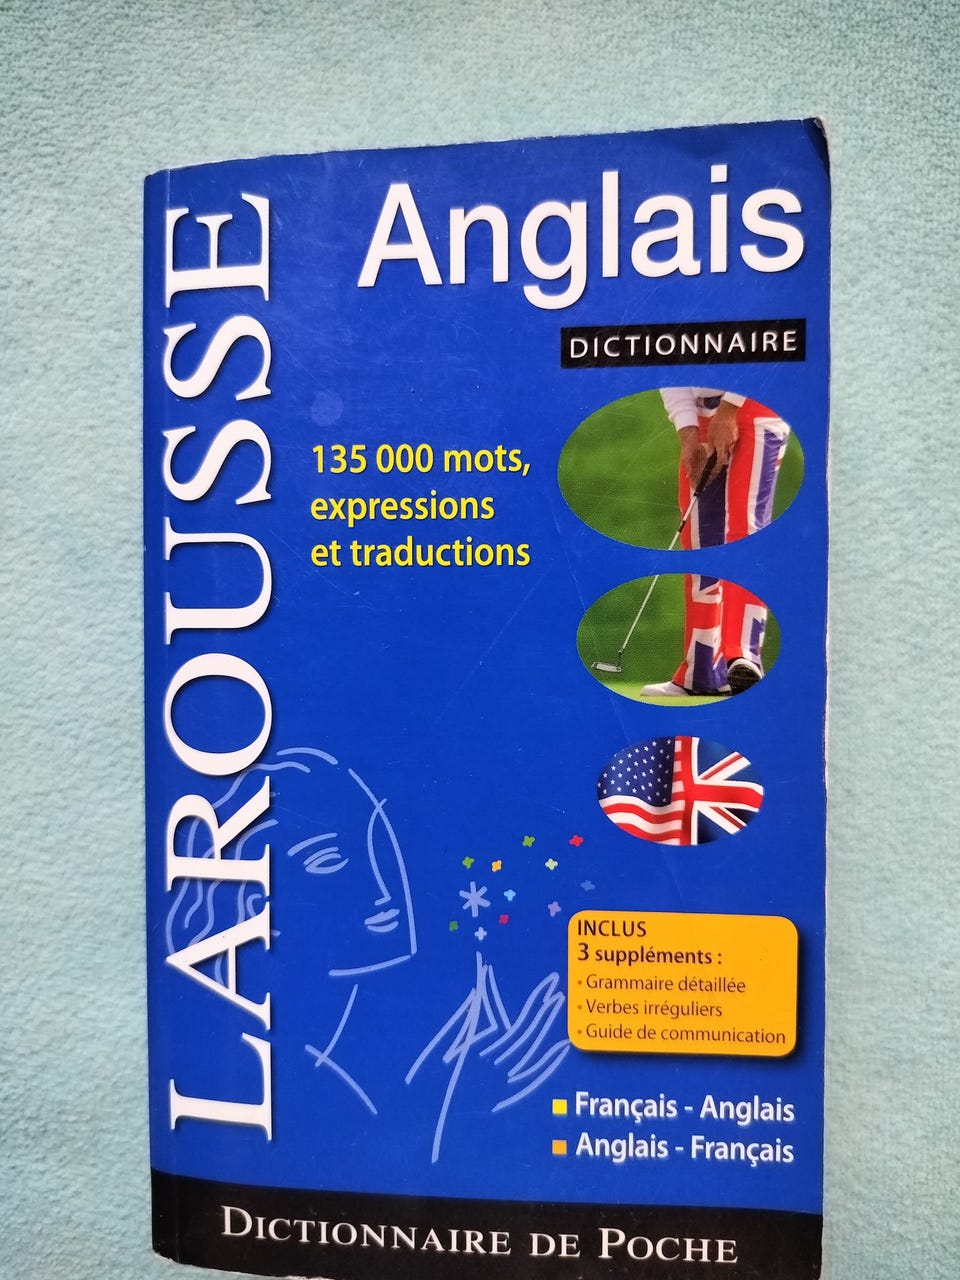 LAROUSSE
Anglais
DICTIONNAIRE
135 000 mots,
expressions
et traductions
INCLUS
3 suppléments :
• Grammaire détaillée
• Verbes irréguliers
• Guide de communication
Français - Anglais
Anglais - Français
DICTIONNAIRE DE POCHE